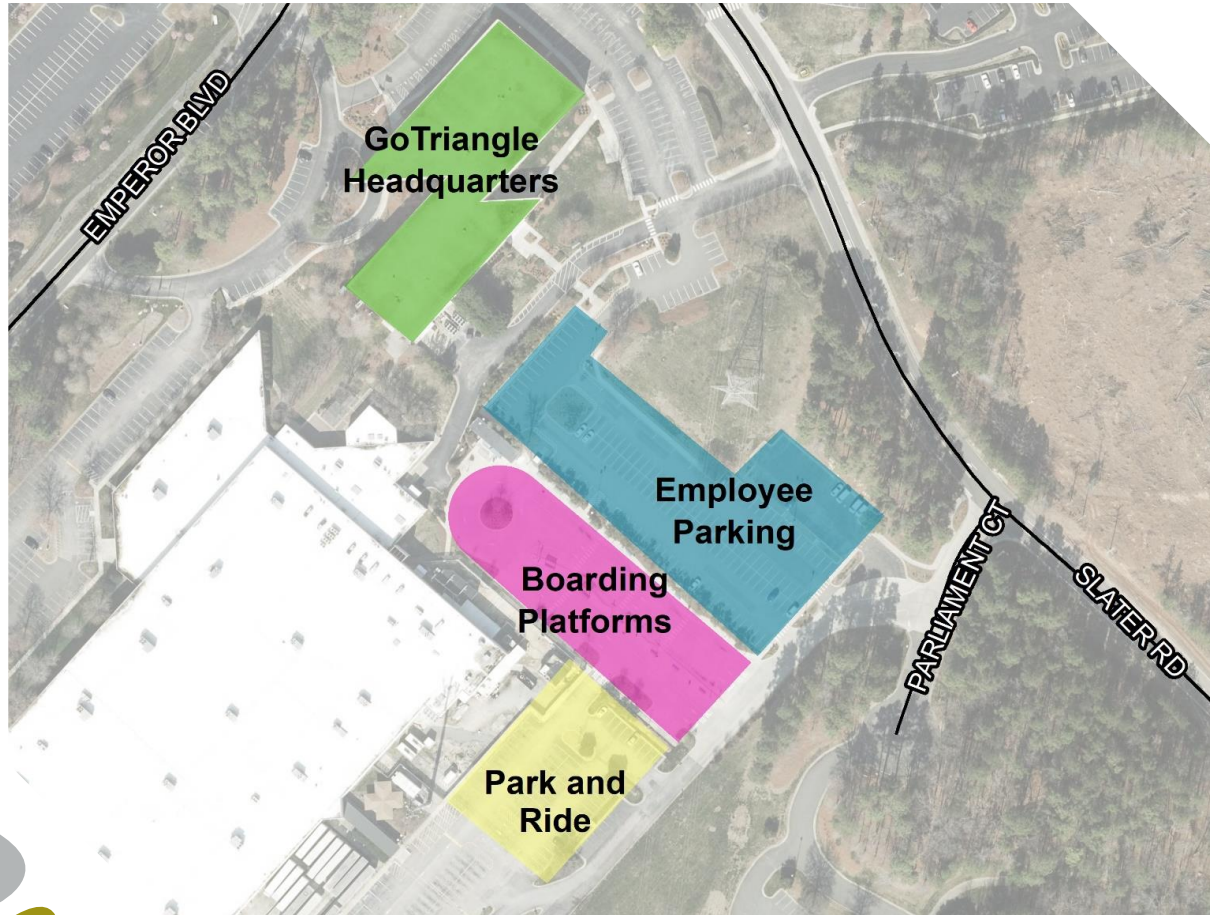 EMPEROR BLVD
GoTriangle
Headquarters
Employee
Parking
Boarding
Platforms
PARLIAMENT CT
SLATER RD
Park and
Ride